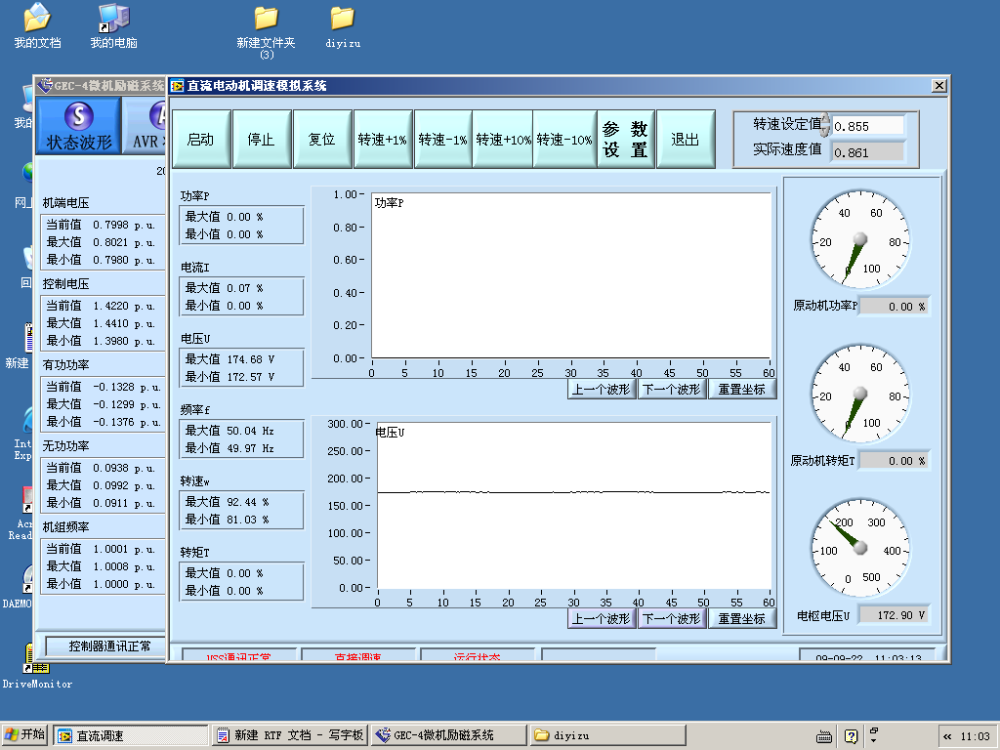 我的文档
我的电脑
新建文件夹
(3)
diyizu
GEC-4微机励磁系统
直流电动机调速模拟系统
状态波形
AVR
启动
停止
复位
转速+1%
转速-1%
转速+10%
转速-10%
参 数
设 置
退出
转速设定值 0.855
实际速度值 0.861
20
机端电压
当前值 0.7998 p.u.
最大值 0.8021 p.u.
最小值 0.7980 p.u.
控制电压
当前值 1.4220 p.u.
最大值 1.4410 p.u.
最小值 1.3980 p.u.
有功功率
当前值 -0.1328 p.u.
最大值 -0.1299 p.u.
最小值 -0.1376 p.u.
无功功率
当前值 0.0938 p.u.
最大值 0.0992 p.u.
最小值 0.0911 p.u.
机组频率
当前值 1.0001 p.u.
最大值 1.0008 p.u.
最小值 1.0000 p.u.
控制器通讯正常
功率P
最大值 0.00 %
最小值 0.00 %
电流I
最大值 0.07 %
最小值 0.00 %
电压U
最大值 174.68 V
最小值 172.57 V
频率f
最大值 50.04 Hz
最小值 49.97 Hz
转速w
最大值 92.44 %
最小值 81.03 %
转矩T
最大值 0.00 %
最小值 0.00 %
功率P
1.00
0.80
0.60
0.40
0.20
0.00
0 5 10 15 20 25 30 35 40 45 50 55 60
上一个波形 下一个波形 重置坐标
电压U
300.00
250.00
200.00
150.00
100.00
50.00
0.00
0 5 10 15 20 25 30 35 40 45 50 55 60
上一个波形 下一个波形 重置坐标
0 20 40 60 80 100
原动机功率P 0.00 %
0 20 40 60 80 100
原动机转矩T 0.00 %
0 100 200 300 400 500
电枢电压U 172.90 V
USS通讯正常
直接调速
运行状态
09-09-22 11:03:13
我的
网上
回
新建
Int
Exp
Acr
Read
DAEMO
DriveMonitor
开始
直流调速
新建 RTF 文档 - 写字板
GEC-4微机励磁系统
diyizu
« 11:03